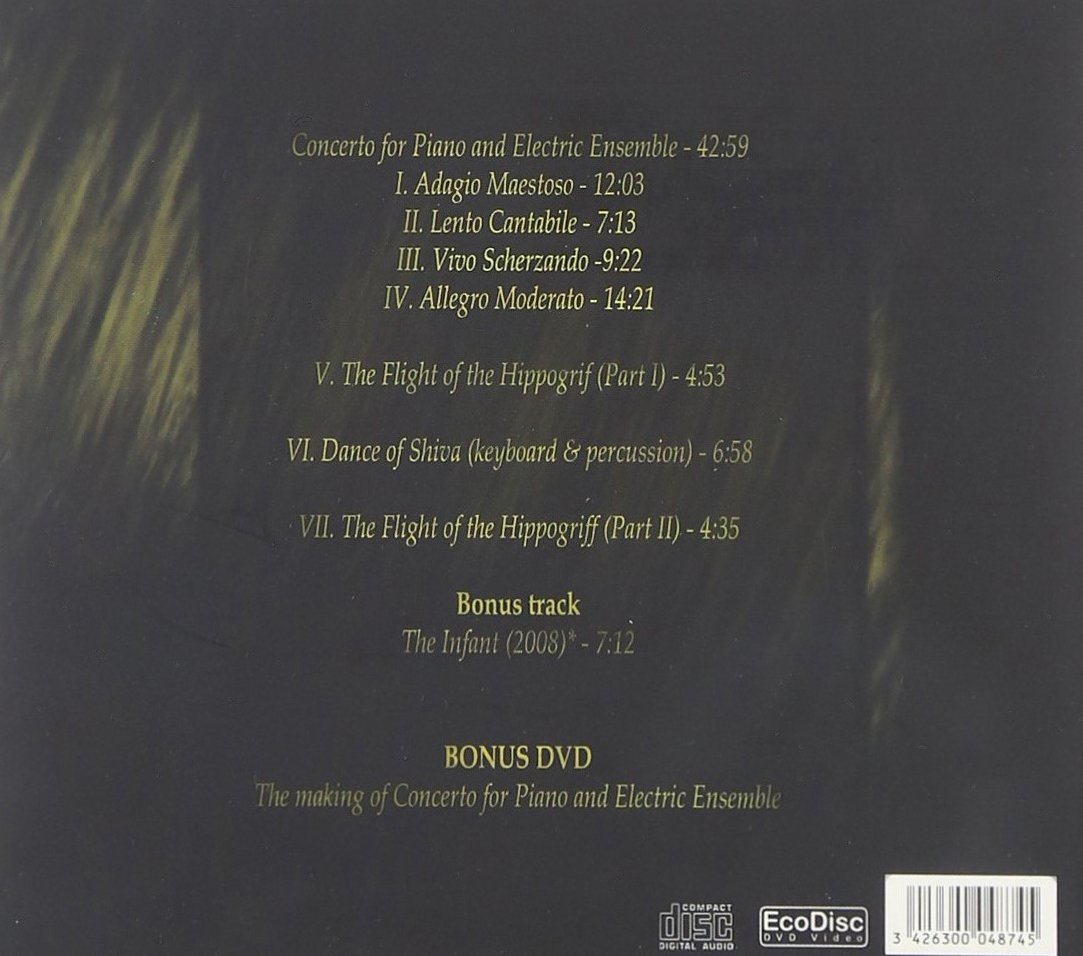 Concerto for Piano and Electric Ensemble - 42:59
I. Adagio Maestoso - 12:03
II. Lento Cantabile - 7:13
III. Vivo Scherzando -9:22
IV. Allegro Moderato - 14:21
V. The Flight of the Hippogrif (Part I) - 4:53
VI. Dance of Shiva (keyboard & percussion) - 6:58
VII. The Flight of the Hippogriff (Part II) - 4:35
Bonus track
The Infant (2008)* - 7:12
BONUS DVD
The making of Concerto for Piano and Electric Ensemble
COMPACT
disc
DIGITAL AUDIO
EcoDisc
DVD Video
3 426300 048745